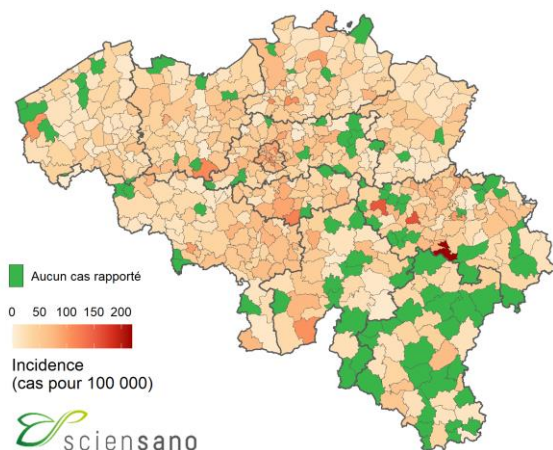 Aucun cas rapporté
0 50 100 150 200
Incidence
(cas pour 100 000)
sciensano